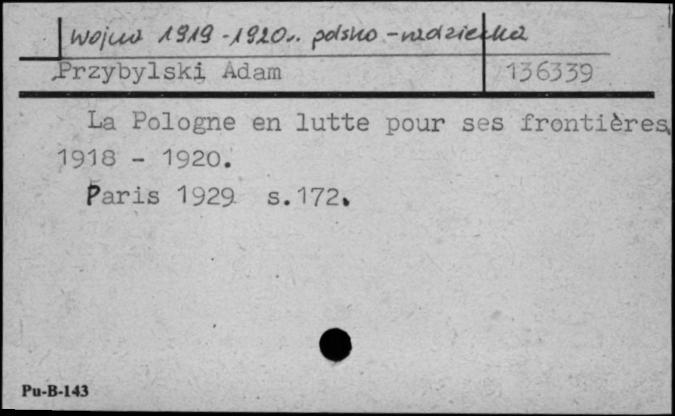 Wojna 1919-1920r. polsko-radziecka
Przybylski Adam 136339
La Pologne en lutte pour ses frontières
1918 - 1920.
Paris 1929 s.172.
Pu-B-143